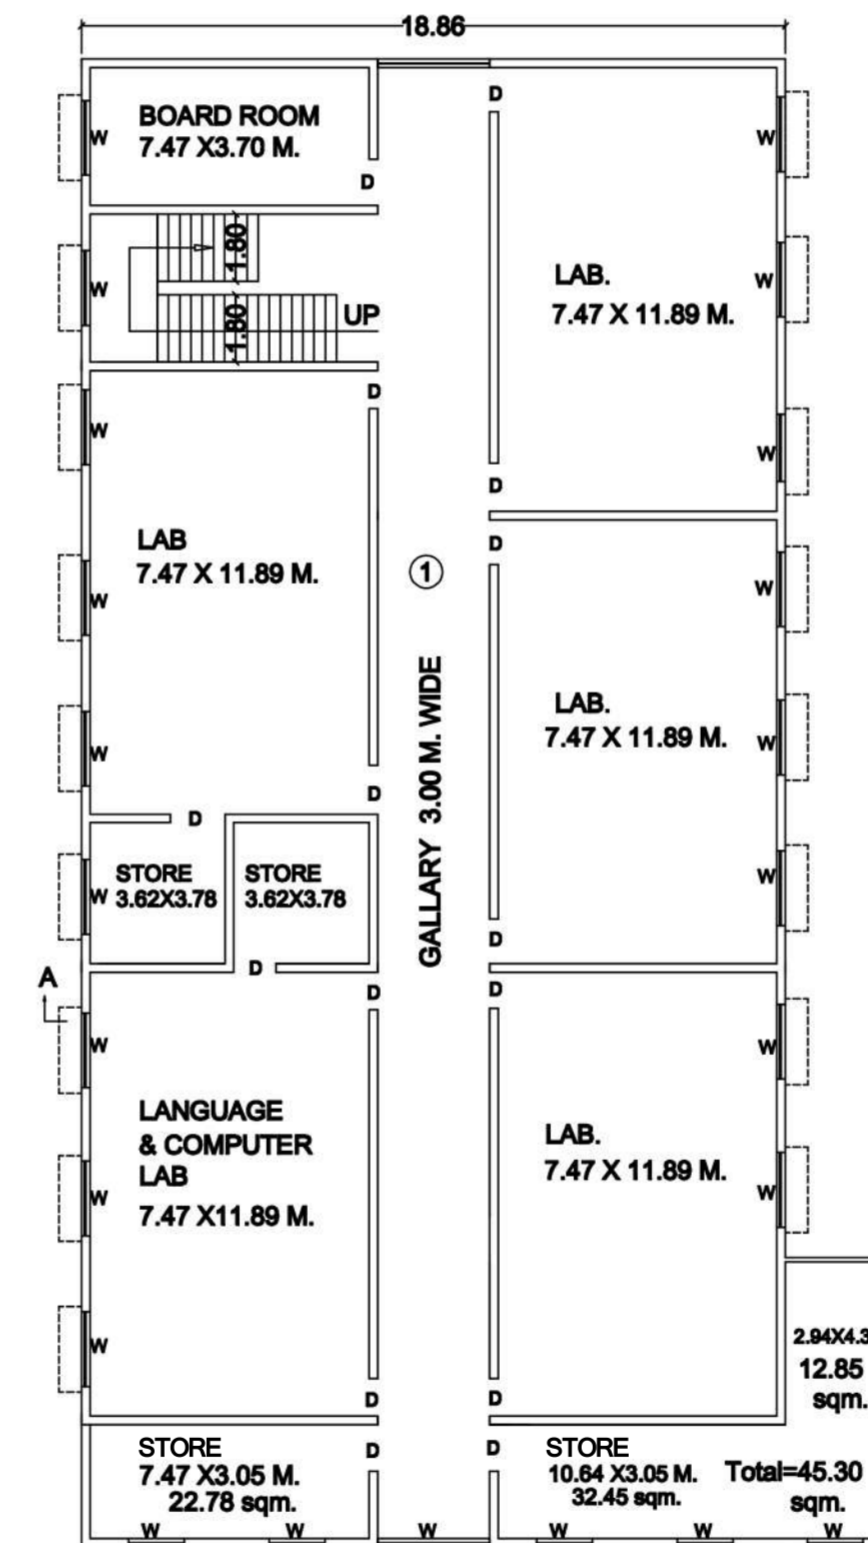 18.86
BOARD ROOM
7.47 X3.70 M.
W
D
D
W
LAB.
7.47 X 11.89 M.
W
1.80
1.80
UP
W
D
W
W
D
LAB
7.47 X 11.89 M.
W
D
W
1
GALLARY 3.00 M. WIDE
LAB.
7.47 X 11.89 M.
W
W
D
D
STORE
3.62X3.78
W
STORE
3.62X3.78
W
D
A
D
D
D
W
W
LANGUAGE
& COMPUTER
LAB
7.47 X11.89 M.
W
LAB.
7.47 X 11.89 M.
W
W
2.94X4.3
12.85
sqm.
D
D
STORE
7.47 X3.05 M.
22.78 sqm.
D
D
STORE
10.64 X3.05 M.
32.45 sqm.
Total=45.30
sqm.
W
W
W
W
W
W